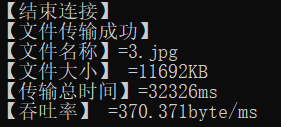 【结束连接】
【文件传输成功】
【文件名称】=3.jpg
【文件大小】 =11692KB
【传输总时间】=32326ms
【吞吐率】 =370.371byte/ms